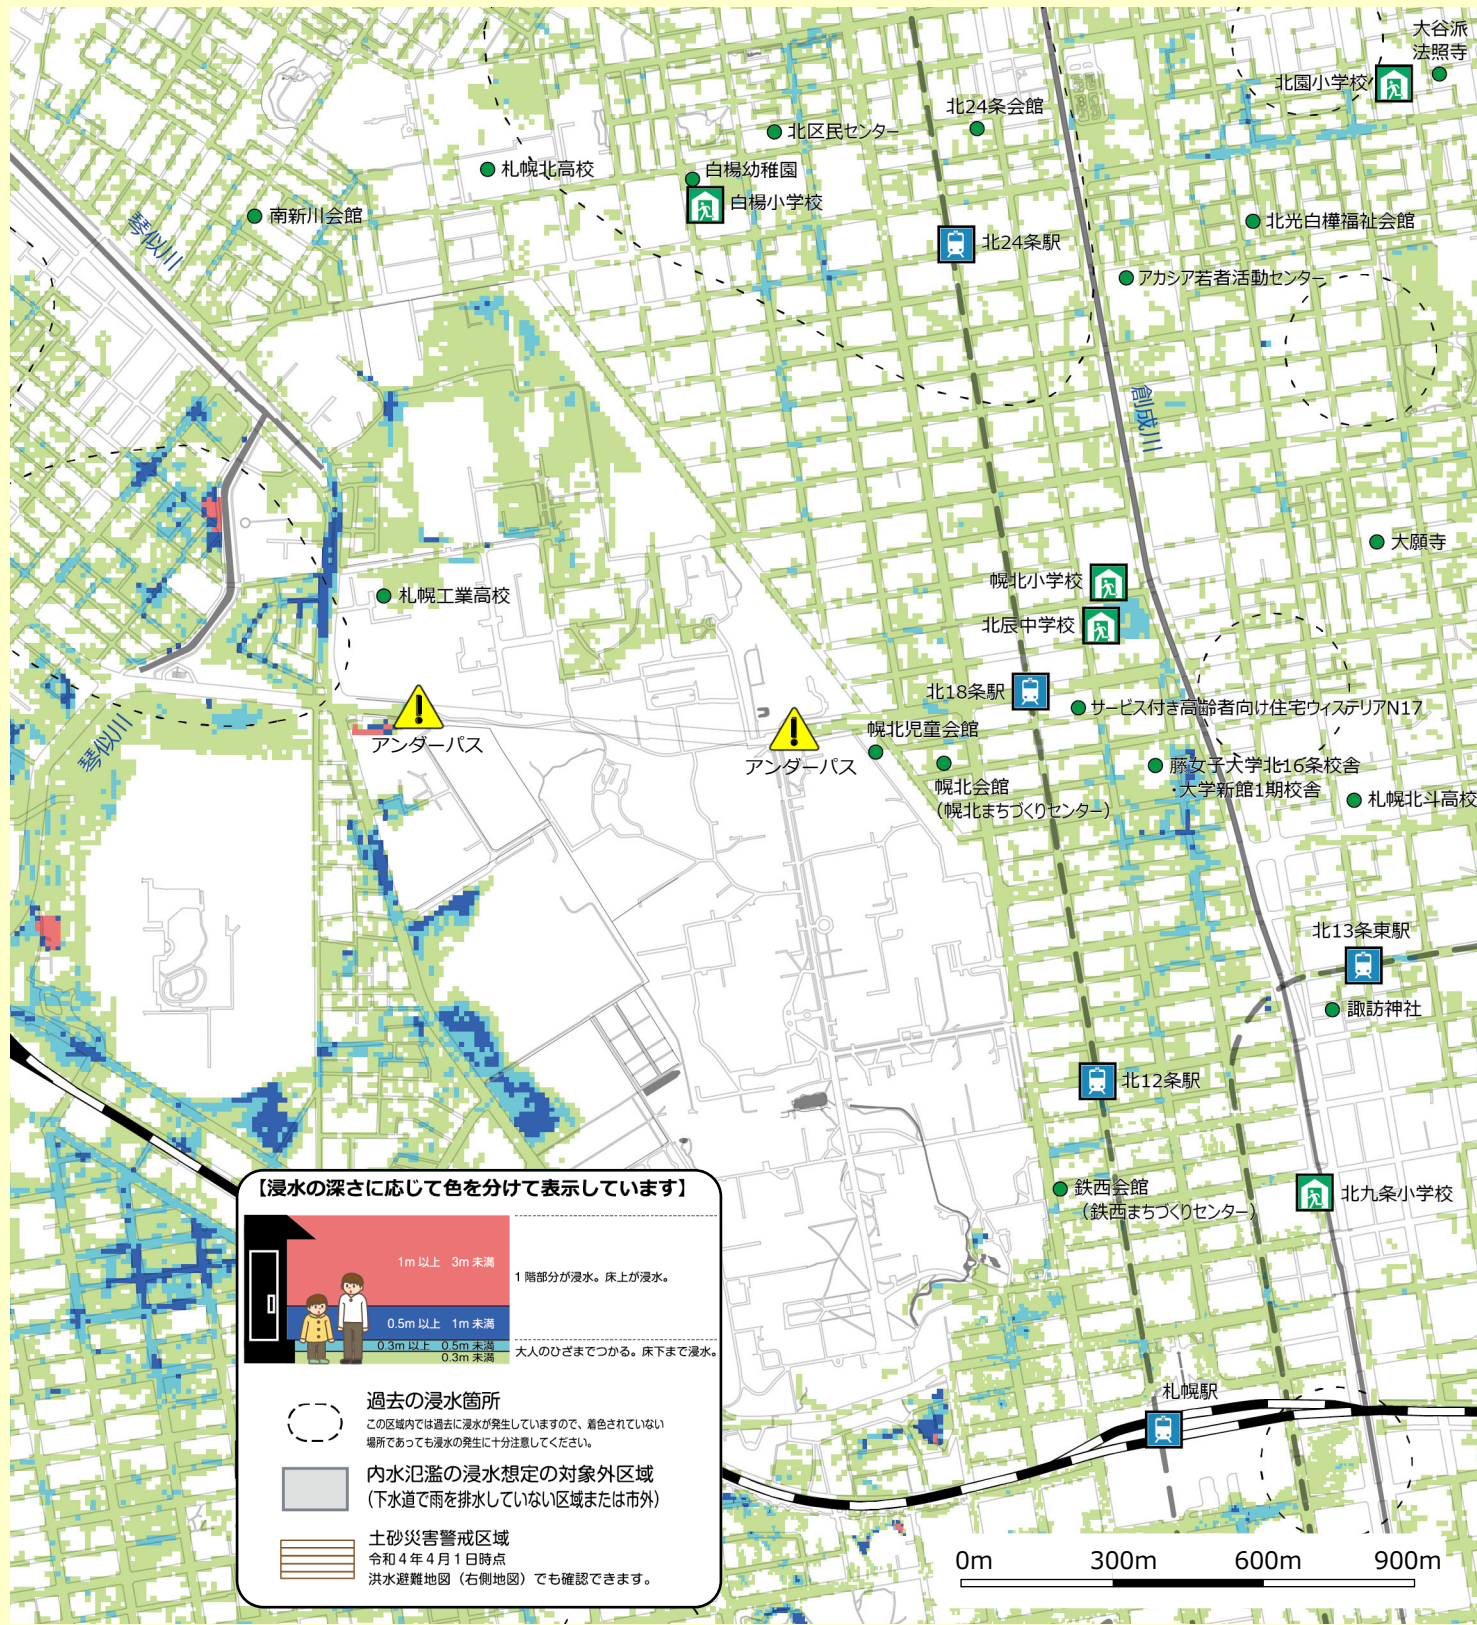 大谷派
法照寺
北園小学校
北24条会館
北区民センター
札幌北高校
白楊幼稚園
白楊小学校
南新川会館
琴似川
北光白樺福祉会館
北24条駅
アカシア若者活動センター
創成川
大願寺
幌北小学校
札幌工業高校
北辰中学校
北18条駅
サービス付き高齢者向け住宅ウィステリアN17
琴似川
アンダーパス
幌北児童会館
アンダーパス
藤女子大学北16条校舎
・大学新館1期校舎
幌北会館
（幌北まちづくりセンター）
札幌北斗高校
北13条東駅
諏訪神社
北12条駅
鉄西会館
（鉄西まちづくりセンター）
北九条小学校
札幌駅
【浸水の深さに応じて色を分けて表示しています】
1m 以上　3m 未満
1 階部分が浸水。床上が浸水。
0.5m 以上　1m 未満
0.3m 以上　0.5m 未満
0.3m 未満
大人のひざまでつかる。床下まで浸水。
過去の浸水箇所
この区域内では過去に浸水が発生していますので、着色されていない
場所であっても浸水の発生に十分注意してください。
内水氾濫の浸水想定の対象外区域
（下水道で雨を排水していない区域または市外）
土砂災害警戒区域
令和４年４月１日時点
洪水避難地図（右側地図）でも確認できます。
0m 300m 600m 900m